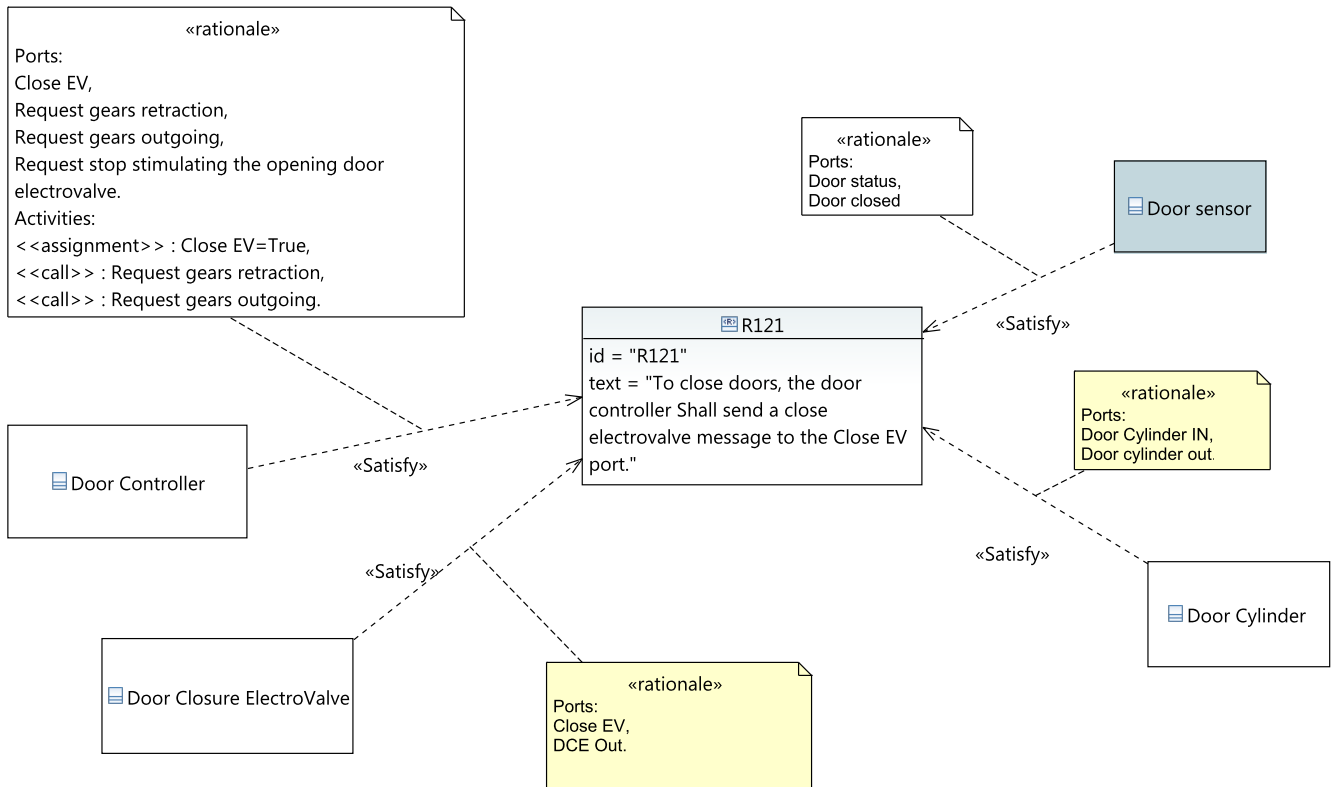 «rationale»
Ports:
Close EV,
Request gears retraction,
Request gears outgoing,
Request stop stimulating the opening door
electrovalve.
Activities:
<<assignment>> : Close EV=True,
<<call>> : Request gears retraction,
<<call>> : Request gears outgoing.
«rationale»
Ports:
Door status,
Door closed
Door sensor
«Satisfy»
R121
id = "R121"
text = "To close doors, the door
controller Shall send a close
electrovalve message to the Close EV
port."
«rationale»
Ports:
Door Cylinder IN,
Door cylinder out.
«Satisfy»
Door Controller
«Satisfy»
Door Cylinder
«Satisfy»
Door Closure ElectroValve
«rationale»
Ports:
Close EV,
DCE Out.